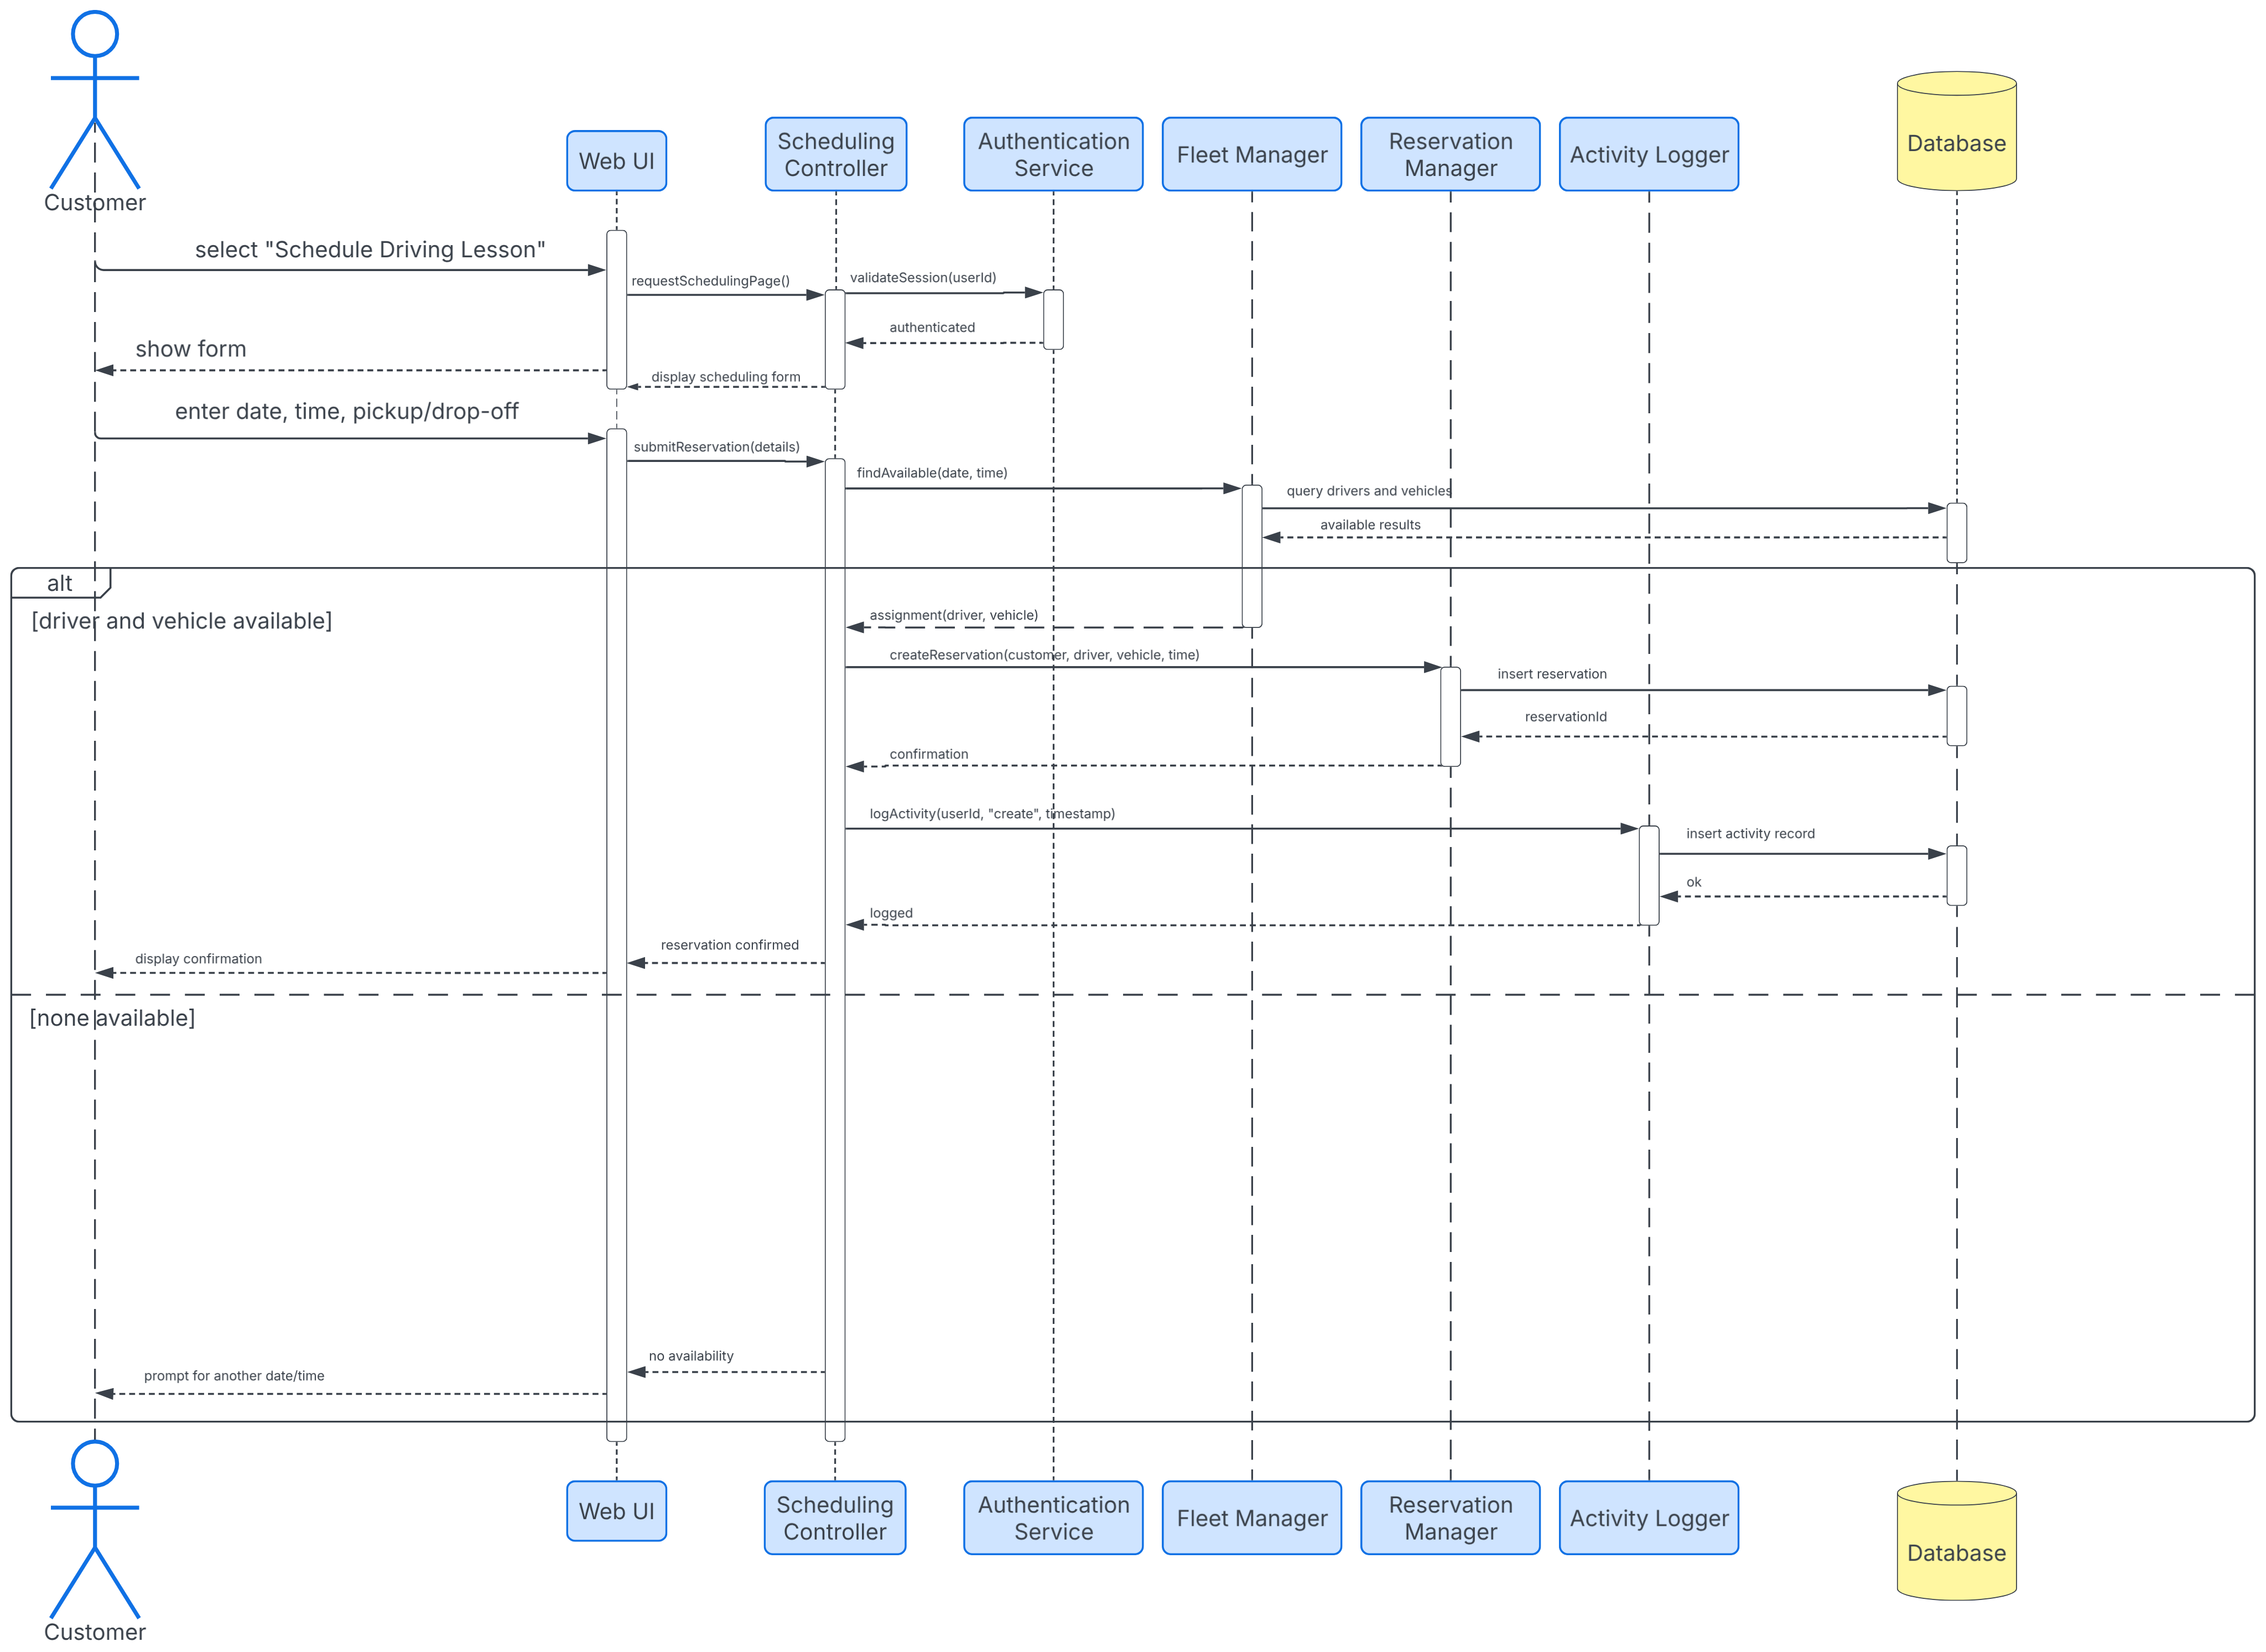 Customer
Web UI
Scheduling
Controller
Authentication
Service
Fleet Manager
Reservation
Manager
Activity Logger
Database
select "Schedule Driving Lesson"
requestSchedulingPage()
validateSession(userId)
authenticated
show form
display scheduling form
enter date, time, pickup/drop-off
submitReservation(details)
findAvailable(date, time)
query drivers and vehicles
available results
alt
[driver and vehicle available]
assignment(driver, vehicle)
createReservation(customer, driver, vehicle, time)
insert reservation
reservationId
confirmation
logActivity(userId, "create", timestamp)
insert activity record
ok
logged
reservation confirmed
display confirmation
[none available]
no availability
prompt for another date/time
Web UI
Scheduling
Controller
Authentication
Service
Fleet Manager
Reservation
Manager
Activity Logger
Database
Customer